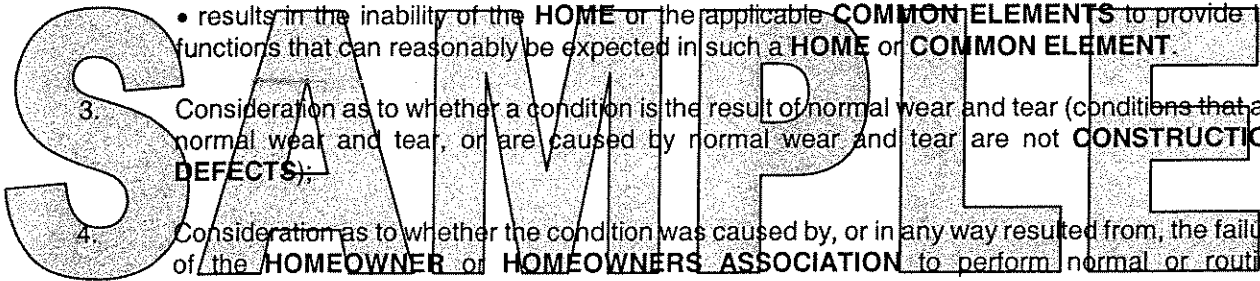 • results in the inability of the HOME or the applicable COMMON ELEMENTS to provide
functions that can reasonably be expected in such a HOME or COMMON ELEMENT.
3. Consideration as to whether a condition is the result of normal wear and tear (conditions that
normal wear and tear, or are caused by normal wear and tear are not
DEFECTS);
4. Consideration as to whether the condition was caused by, or in any way resulted from, the
of the HOMEOWNER or HOMEOWNERS ASSOCIATION to perform normal or
SAMPLE